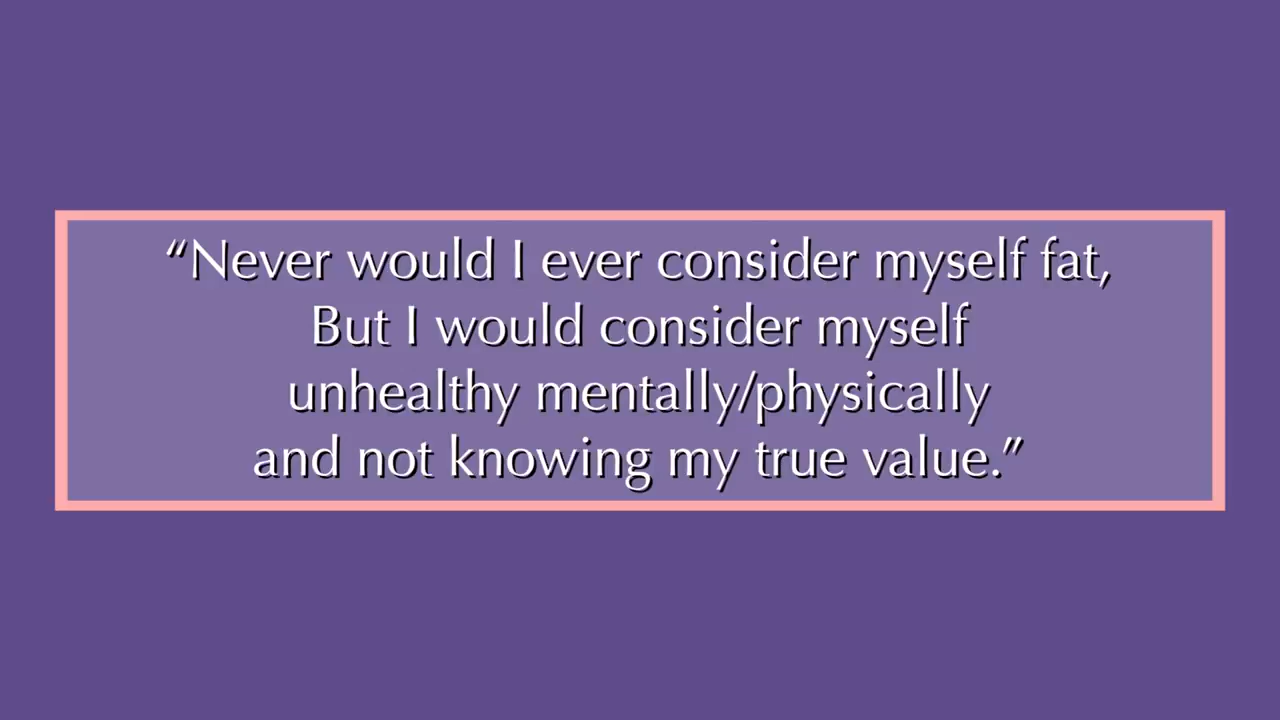 “Never would I ever consider myself fat,
But I would consider myself
unhealthy mentally/physically
and not knowing my true value.”